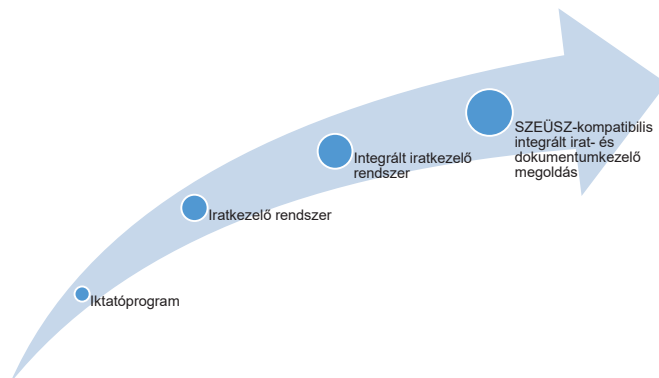 SZEÜSZ-kompatibilis
integrált irat- és
dokumentumkezelő
megoldás
Integrált iratkezelő
rendszer
Iratkezelő rendszer
Iktatóprogram